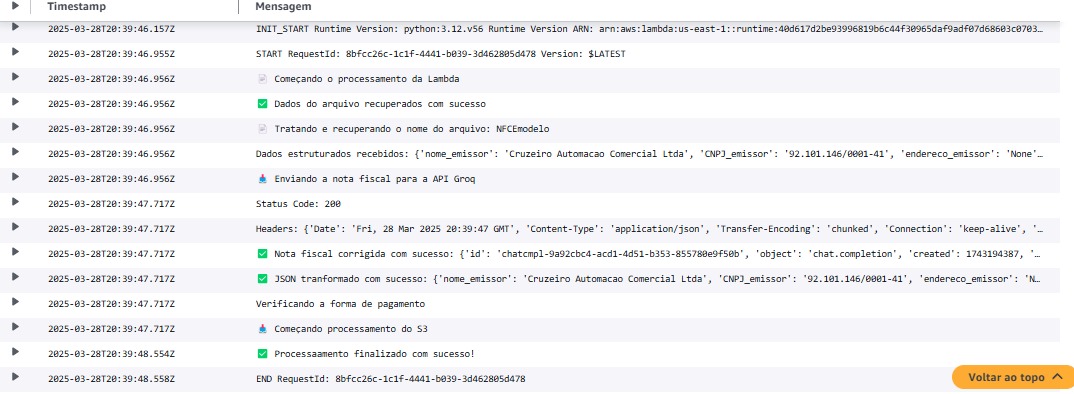 Timestamp Mensagem
2025-03-28T20:39:46.157Z INIT_START Runtime Version: python:3.12.v56 Runtime Version ARN: arn:aws:lambda:us-east-1::runtime:40d617d2be93996819b6c44f30965daf9adf07d68603c0703…
2025-03-28T20:39:46.955Z START RequestId: 8bfcc26c-1c1f-4441-b039-3d462805d478 Version: $LATEST
2025-03-28T20:39:46.956Z Começando o processamento da Lambda
2025-03-28T20:39:46.956Z ✅ Dados do arquivo recuperados com sucesso
2025-03-28T20:39:46.956Z Tratando e recuperando o nome do arquivo: NFCEmodelo
2025-03-28T20:39:46.956Z Dados estruturados recebidos: {'nome_emissor': 'Cruzeiro Automacao Comercial Ltda', 'CNPJ_emissor': '92.101.146/0001-41', 'endereco_emissor': 'None'…
2025-03-28T20:39:46.956Z Enviando a nota fiscal para a API Groq
2025-03-28T20:39:47.717Z Status Code: 200
2025-03-28T20:39:47.717Z Headers: {'Date': 'Fri, 28 Mar 2025 20:39:47 GMT', 'Content-Type': 'application/json', 'Transfer-Encoding': 'chunked', 'Connection': 'keep-alive', '…
2025-03-28T20:39:47.717Z ✅ Nota fiscal corrigida com sucesso: {'id': 'chatcmpl-9a92cbc4-acd1-4d51-b353-855780e9f50b', 'object': 'chat.completion', 'created': 1743194387, '…
2025-03-28T20:39:47.717Z ✅ JSON tranformado com sucesso: {'nome_emissor': 'Cruzeiro Automacao Comercial Ltda', 'CNPJ_emissor': '92.101.146/0001-41', 'endereco_emissor': 'N…
2025-03-28T20:39:47.717Z Verificando a forma de pagamento
2025-03-28T20:39:47.717Z Começando processamento do S3
2025-03-28T20:39:48.554Z ✅ Processaamento finalizado com sucesso!
2025-03-28T20:39:48.558Z END RequestId: 8bfcc26c-1c1f-4441-b039-3d462805d478
Voltar ao topo